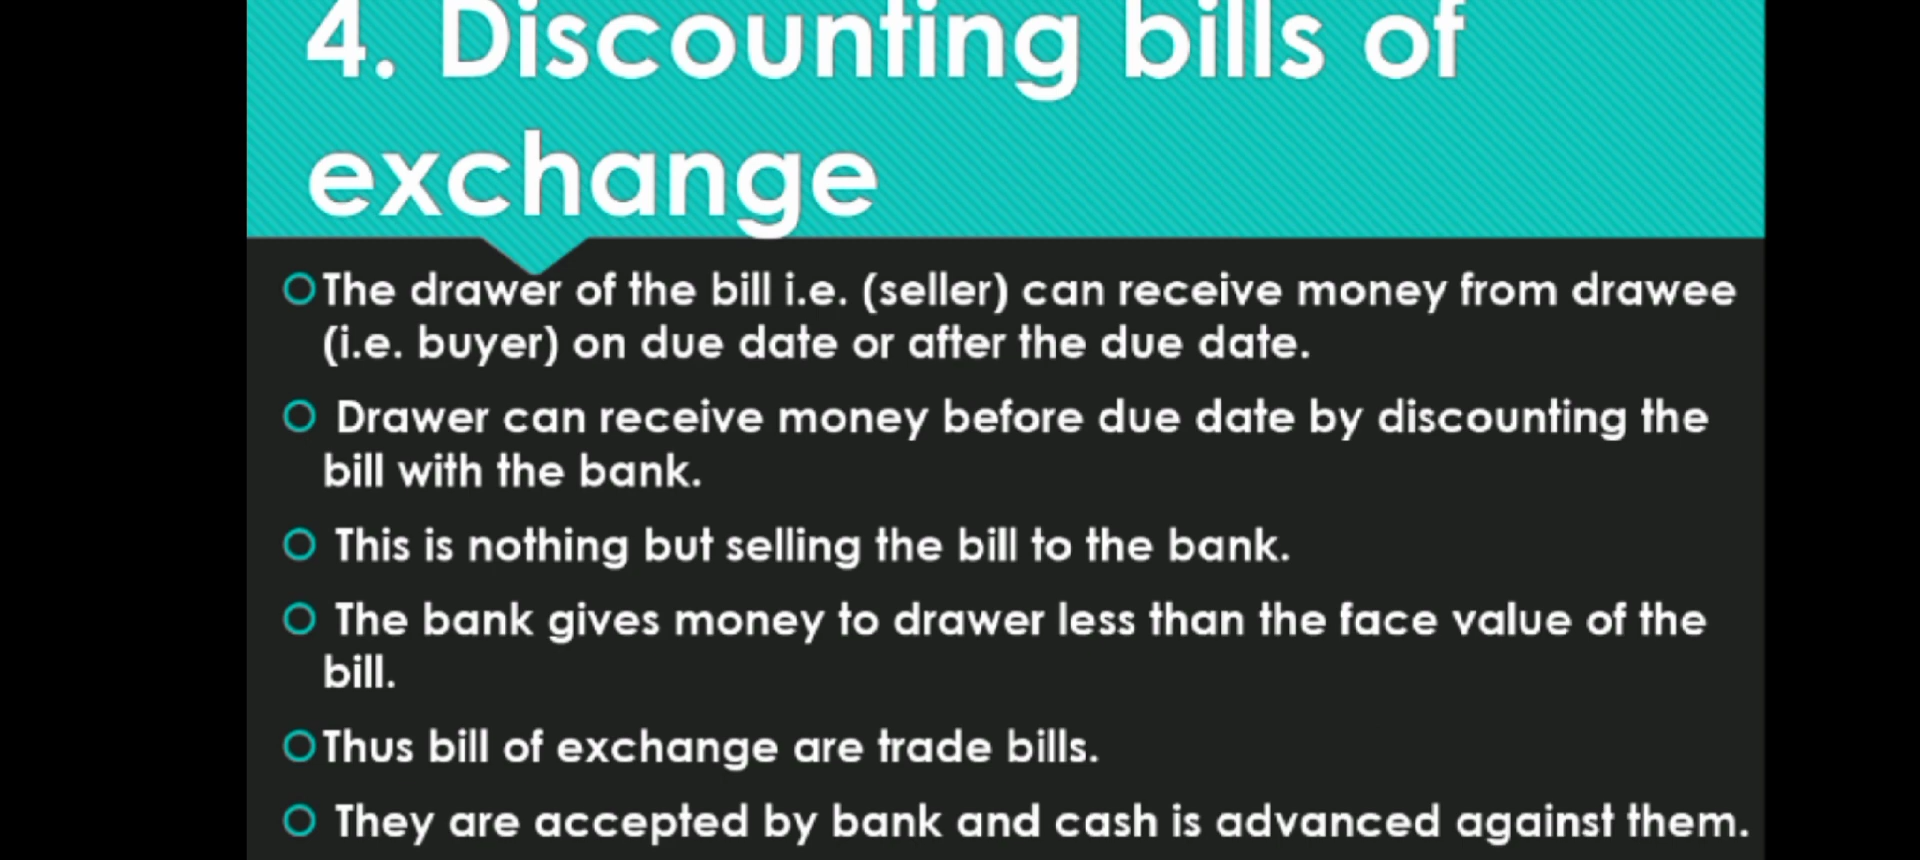 4. Discounting bills of
exchange
The drawer of the bill i.e. (seller) can receive money from drawee
(i.e. buyer) on due date or after the due date.
Drawer can receive money before due date by discounting the
bill with the bank.
This is nothing but selling the bill to the bank.
The bank gives money to drawer less than the face value of the
bill.
Thus bill of exchange are trade bills.
They are accepted by bank and cash is advanced against them.